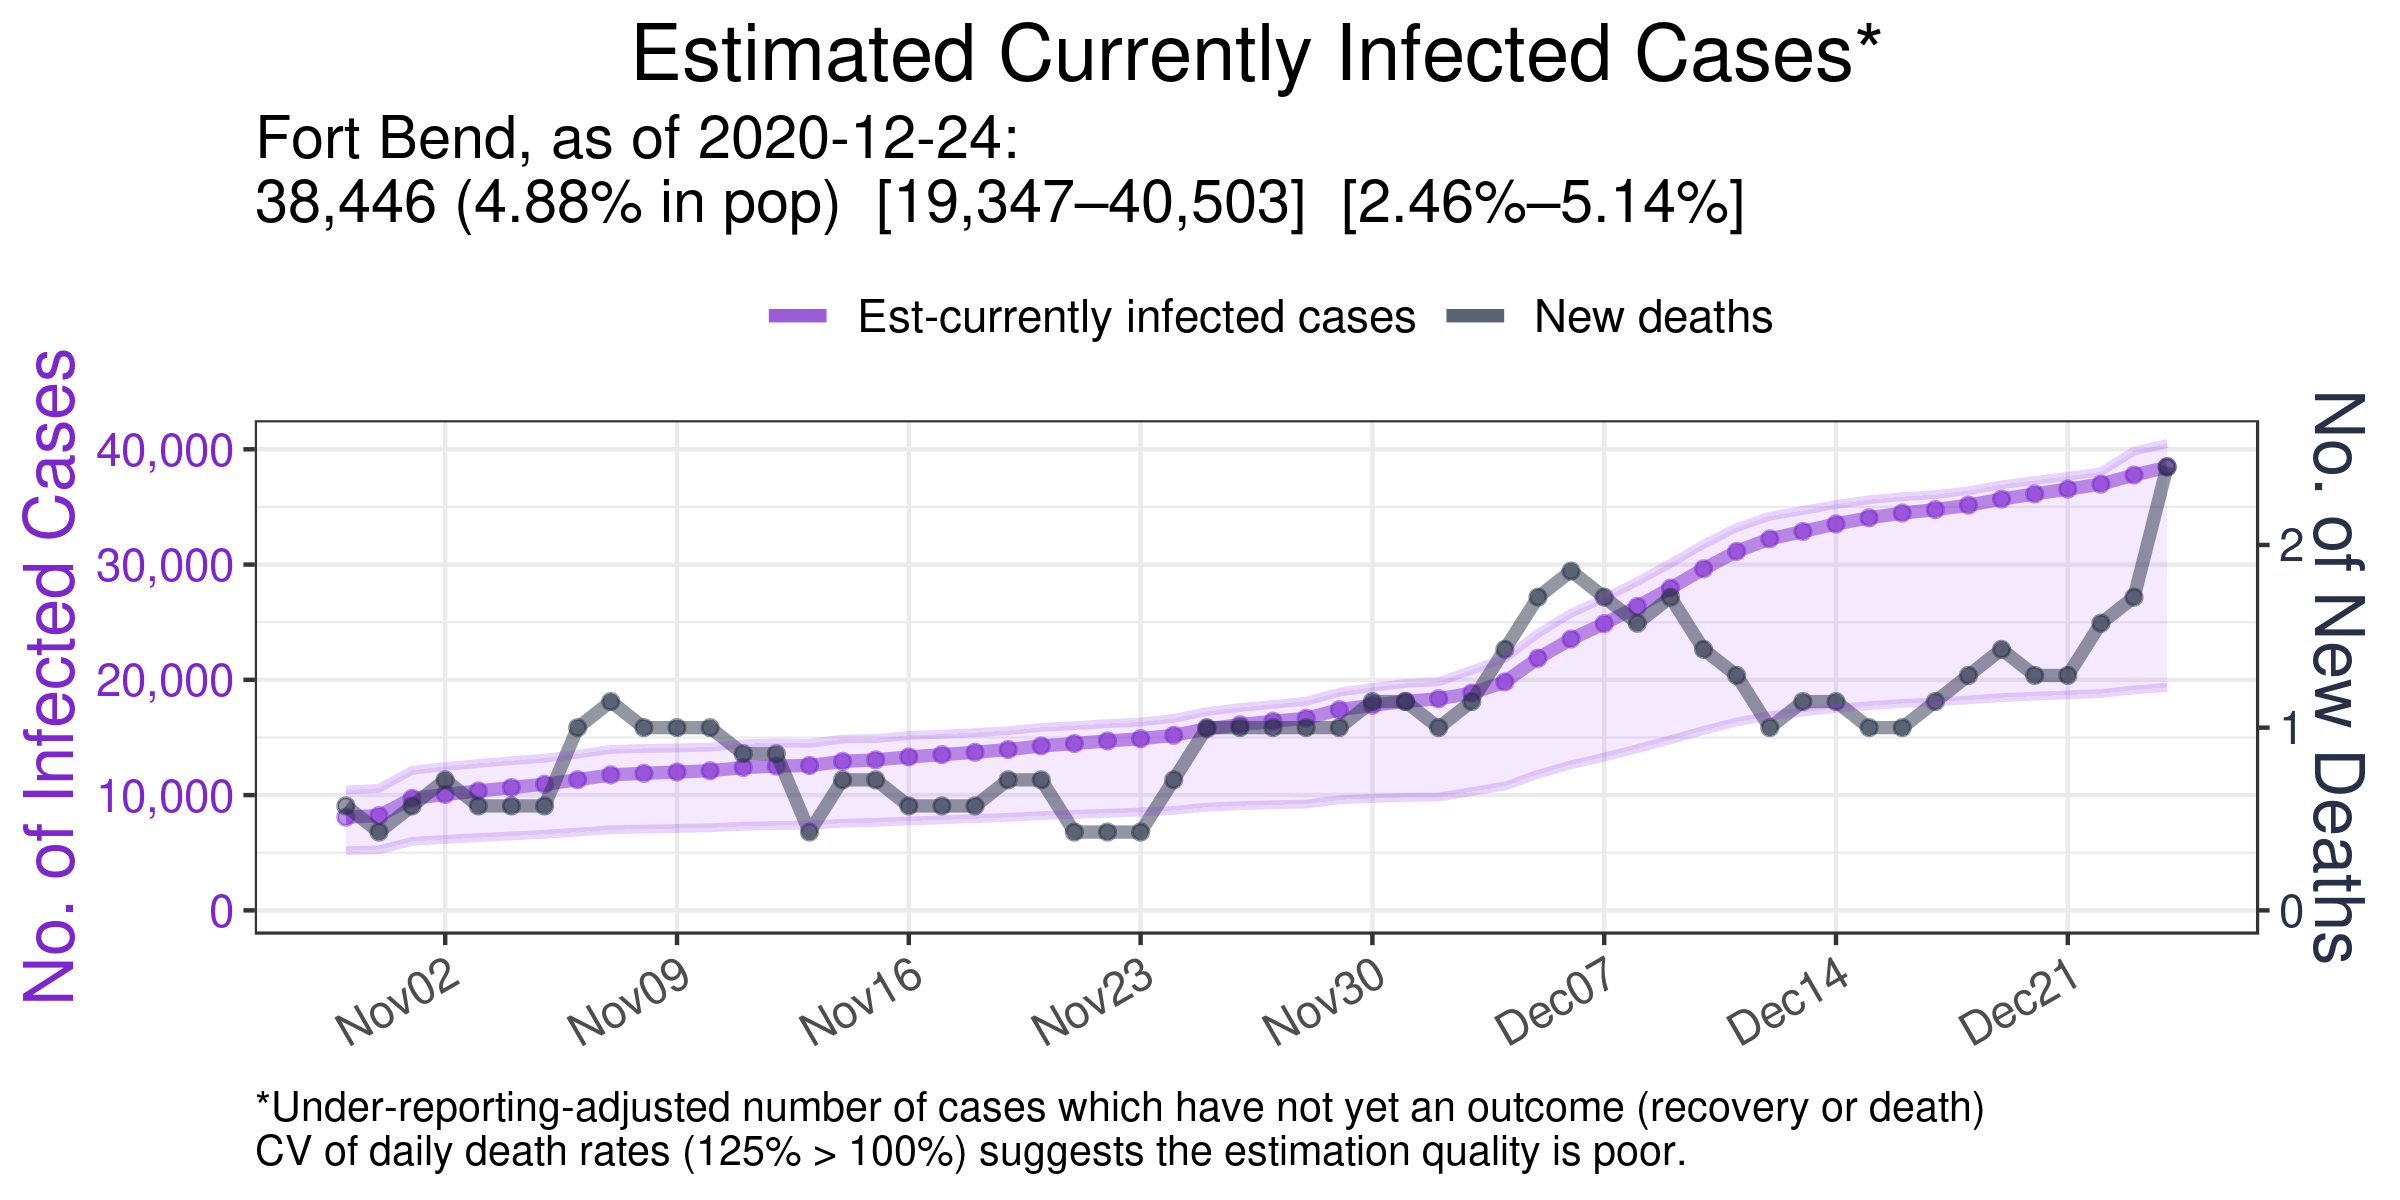 Estimated Currently Infected Cases*
Fort Bend, as of 2020-12-24:
38,446 (4.88% in pop)  [19,347–40,503]  [2.46%–5.14%]
Est-currently infected cases
New deaths
No. of Infected Cases
40,000
30,000
20,000
10,000
0
No. of New Deaths
2
1
0
Nov02
Nov09
Nov16
Nov23
Nov30
Dec07
Dec14
Dec21
*Under-reporting-adjusted number of cases which have not yet an outcome (recovery or death)
CV of daily death rates (125% > 100%) suggests the estimation quality is poor.